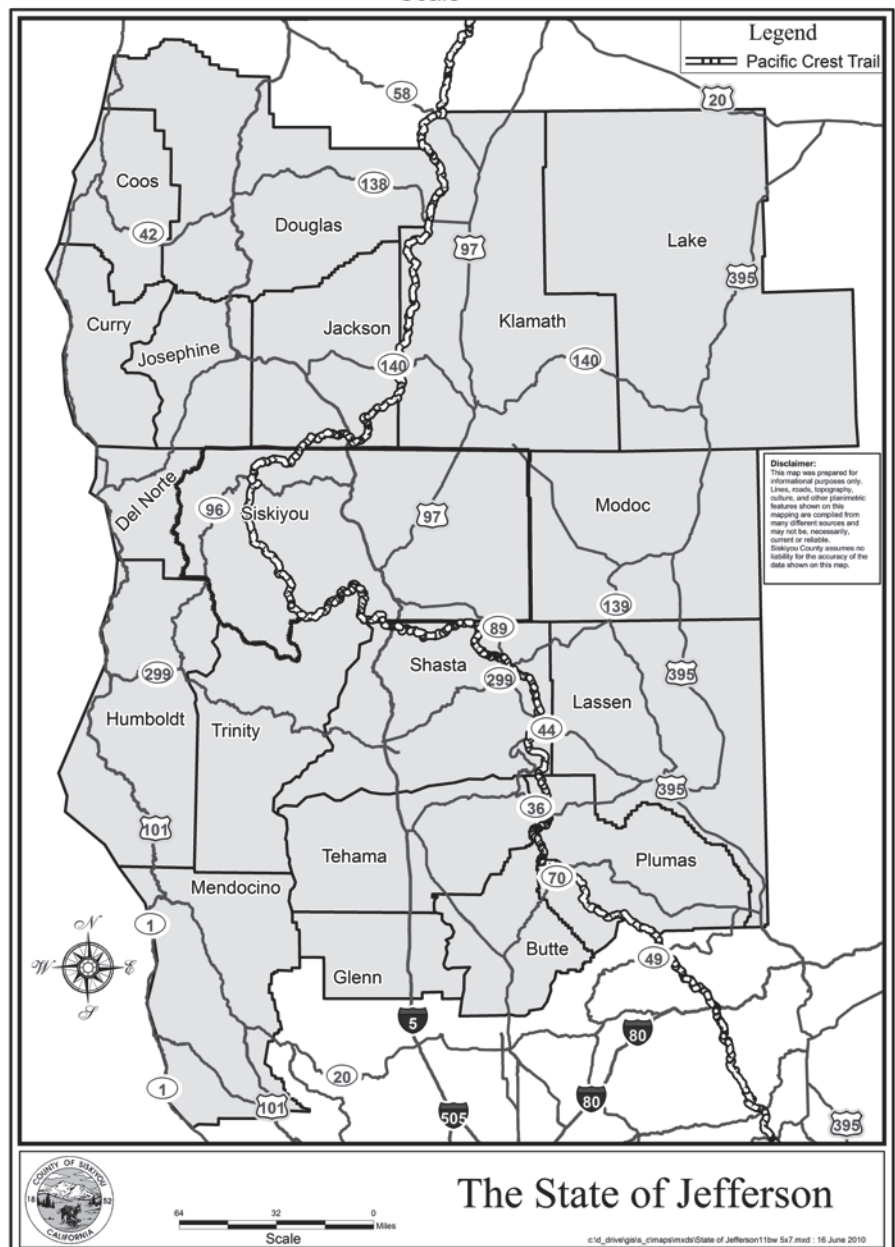 Legend
Pacific Crest Trail
58
20
Coos
138
42
Douglas
97
Lake
395
Curry
Josephine
Jackson
Klamath
140
140
Disclaimer:
This map was prepared for
informational purposes only.
Lines, roads, topography,
culture, and other planimetric
features shown on this
mapping are compiled from
many different sources and
may not be, necessarily,
current or reliable.
Siskiyou County assumes no
liability for the accuracy of the
data shown on this map.
Del Norte
96
Siskiyou
97
Modoc
139
89
Shasta
299
299
395
Lassen
Humboldt
Trinity
44
395
36
101
Tehama
Plumas
70
Mendocino
1
N
W
E
S
Butte
49
Glenn
5
80
20
1
101
505
80
395
COUNTY OF SISKIYOU
18
52
CALIFORNIA
64
32
0
Miles
Scale
The State of Jefferson
c:\d_drive\gis\s_c\maps\mxds\State of Jefferson11bw 5x7.mxd : 16 June 2010